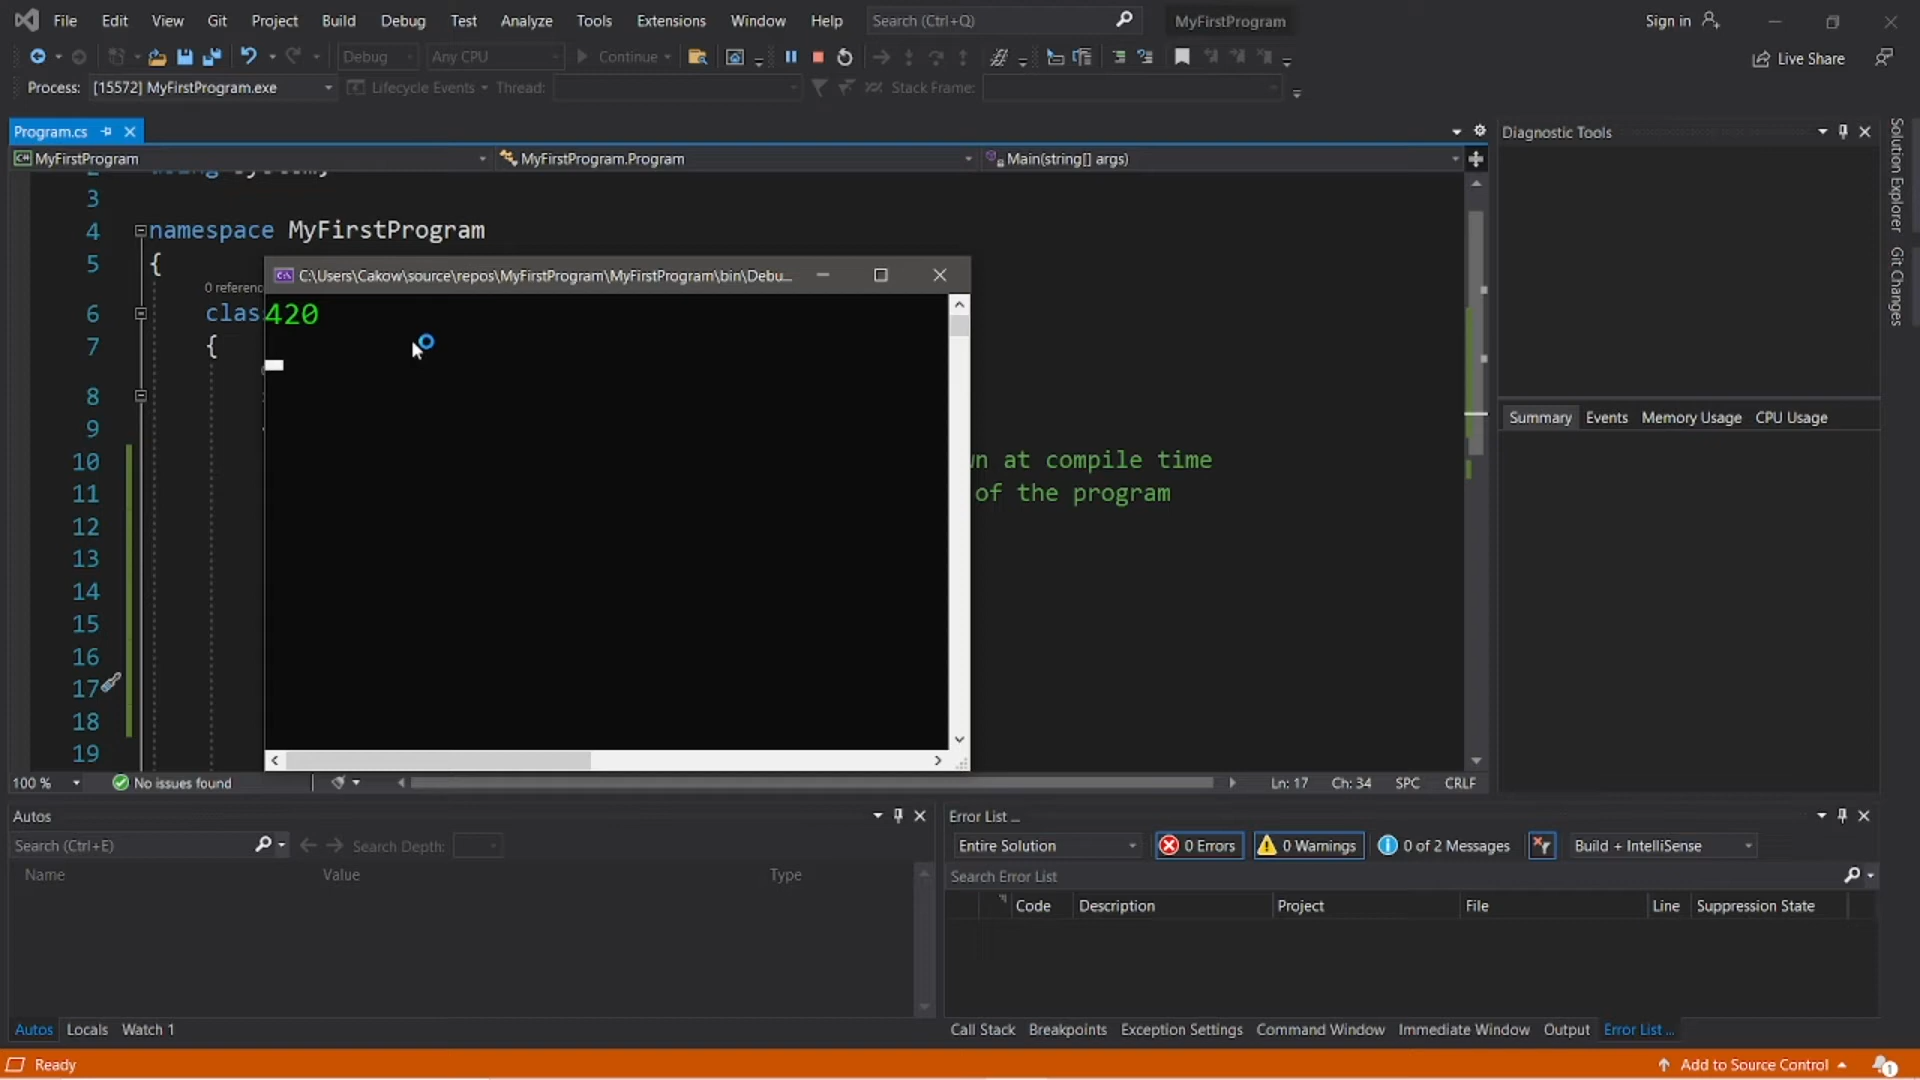 File Edit View Git Project Build Debug Test Analyze Tools Extensions Window Help Search (Ctrl+Q) MyFirstProgram Sign in
Debug Any CPU Continue Live Share
Process: [15572] MyFirstProgram.exe Lifecycle Events Thread: Stack Frame:
Program.cs
MyFirstProgram MyFirstProgram.Program Main(string[] args)
3
4 namespace MyFirstProgram
5 {
0 referenc
6 clas
7 {
8
9
10 at compile time
11 of the program
12
13
14
15
16
17
18
19
C:\Users\Cakow\source\repos\MyFirstProgram\MyFirstProgram\bin\Debu...
420
Diagnostic Tools
Summary Events Memory Usage CPU Usage
Solution Explorer
Git Changes
100 % No issues found Ln: 17 Ch: 34 SPC CRLF
Autos
Search (Ctrl+E) Search Depth:
Name Value Type
Autos Locals Watch 1
Error List ...
Entire Solution 0 Errors 0 Warnings 0 of 2 Messages Build + IntelliSense
Search Error List
Code Description Project File Line Suppression State
Call Stack Breakpoints Exception Settings Command Window Immediate Window Output Error List ...
Ready Add to Source Control 1